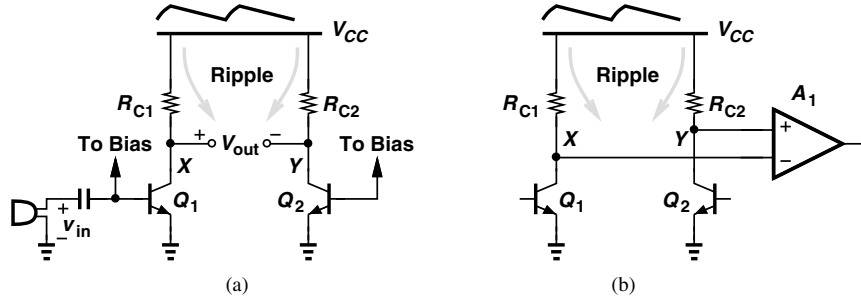 V_CC
Ripple
R_C1
R_C2
To Bias
+ V_out −
To Bias
X
Y
+
v_in
−
Q_1
Q_2
(a)
V_CC
Ripple
R_C1
R_C2
A_1
X
Y
+
−
Q_1
Q_2
(b)